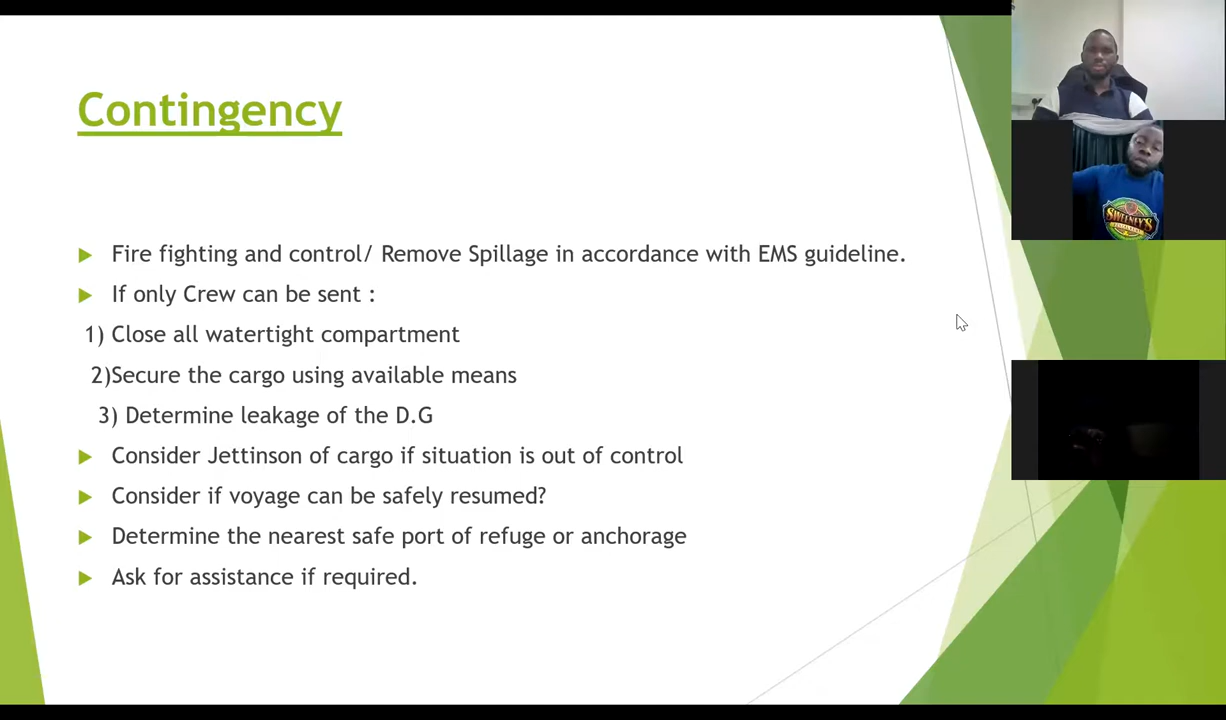 Contingency
Fire fighting and control/ Remove Spillage in accordance with EMS guideline.
If only Crew can be sent :
1) Close all watertight compartment
2)Secure the cargo using available means
3) Determine leakage of the D.G
Consider Jettinson of cargo if situation is out of control
Consider if voyage can be safely resumed?
Determine the nearest safe port of refuge or anchorage
Ask for assistance if required.
SWEENEY'S